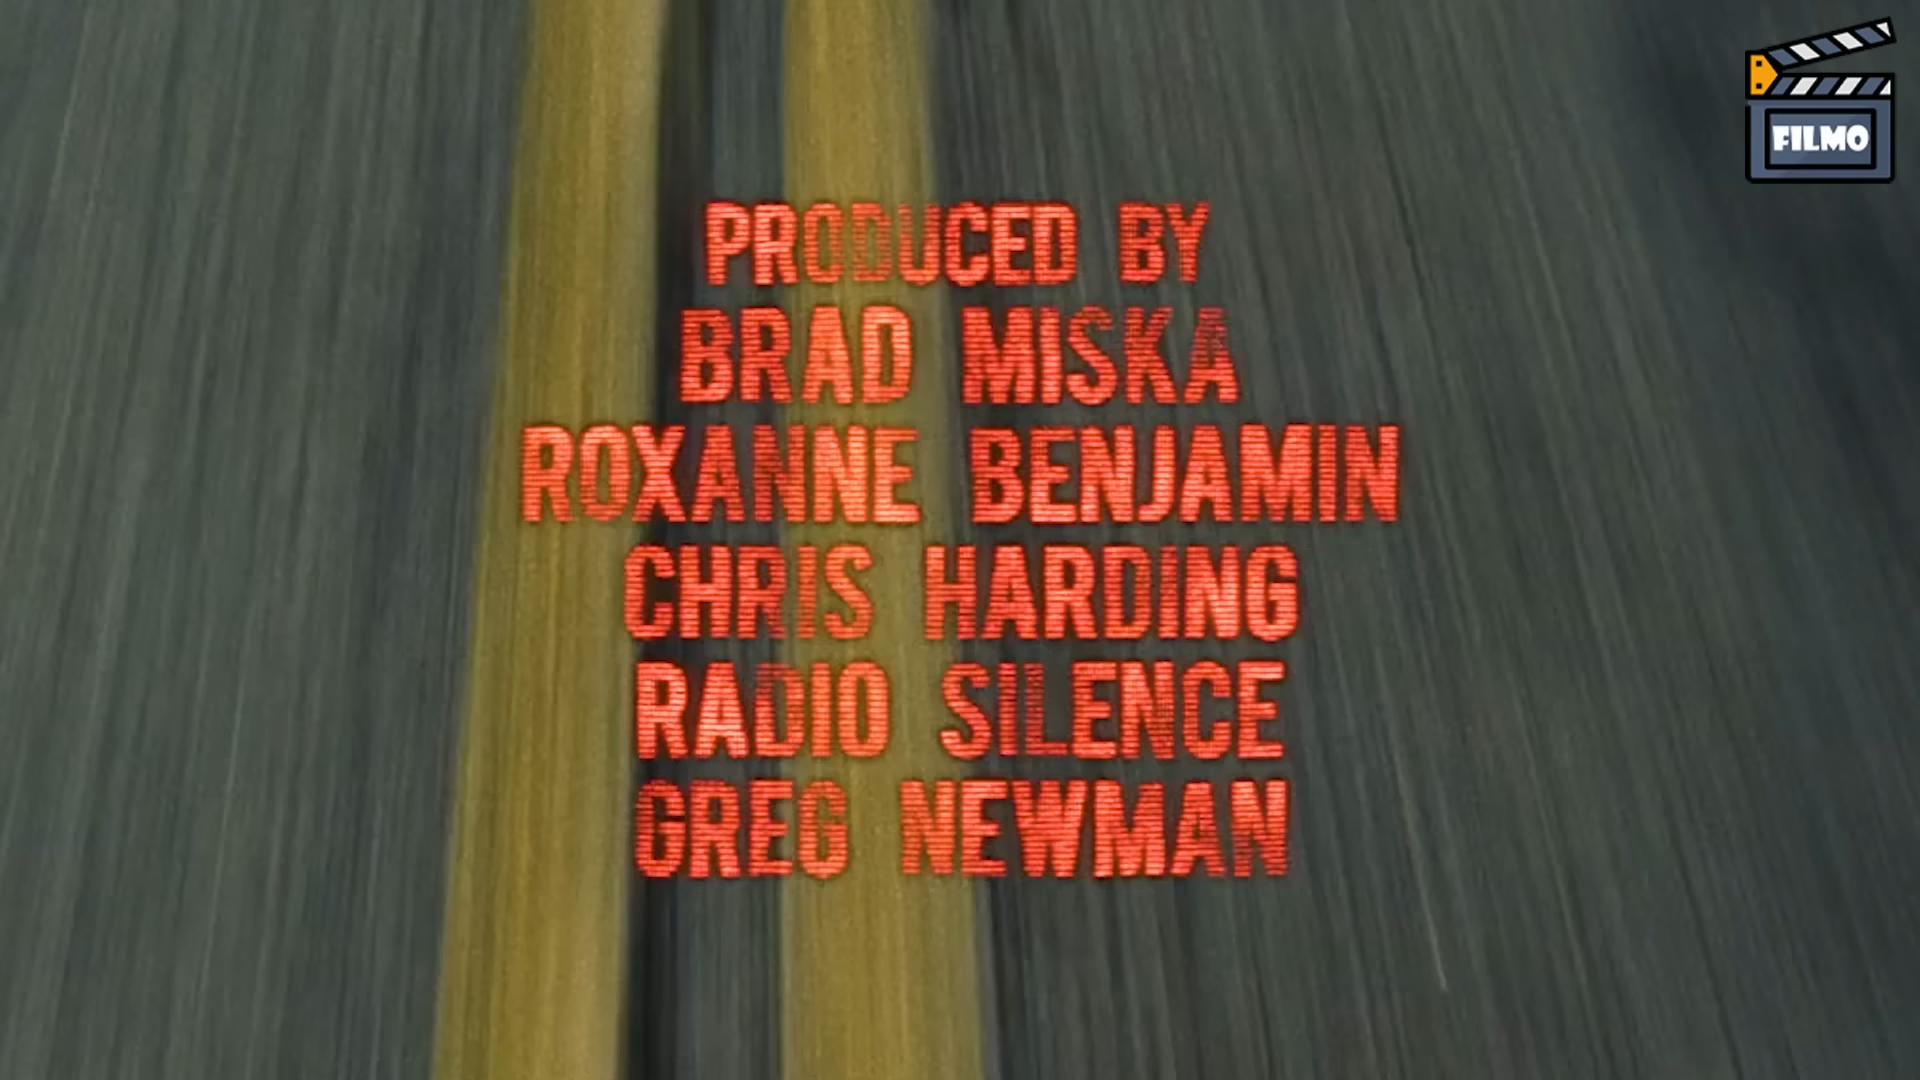 FILMO
PRODUCED BY
BRAD MISKA
ROXANNE BENJAMIN
CHRIS HARDING
RADIO SILENCE
GREG NEWMAN